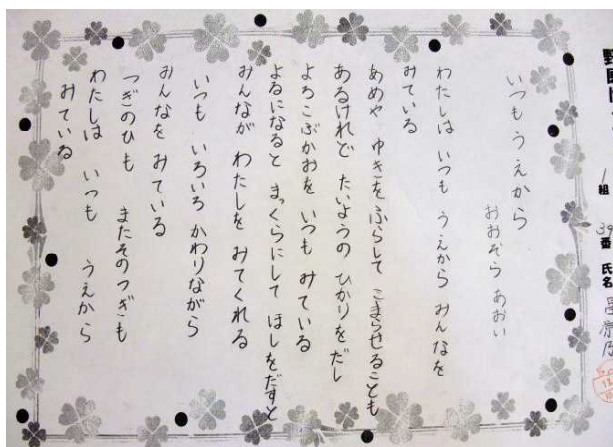 いつもうえから
おおぞら あおい
わたしは いつも うえから みんなを
みている
あめや ゆきをふらして こまらせることも
あるけれど たいようの ひかりをだし
よろこぶかおを いつも みている
よるになると まっくらにして ほしをだすと
みんなが わたしを みてくれる
いつも いろいろ かわりながら
みんなを みている
つぎのひも またそのつぎも
わたしは いつも うえから
みている
1組 39番 氏名